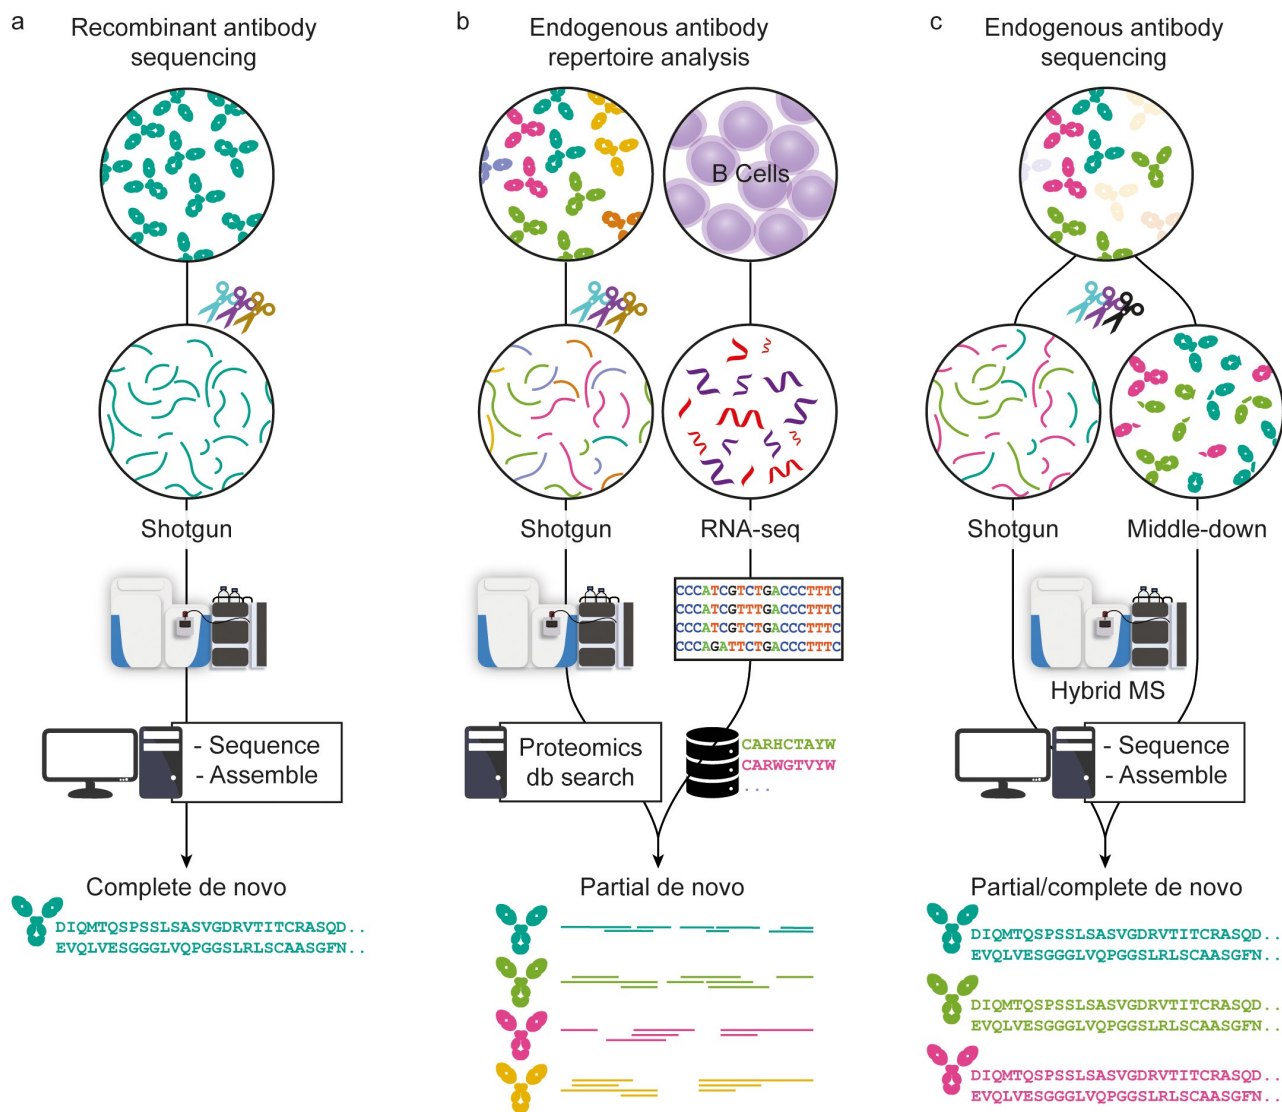 a
Recombinant antibody
sequencing
Shotgun
- Sequence
- Assemble
Complete de novo
DIQMTQSPSSLSASVGDRVTITCRASQD..
EVQLVESGGGLVQPGGSLRLSCAASGFN..
b
Endogenous antibody
repertoire analysis
B Cells
Shotgun
RNA-seq
CCCATCGTCTGACCCTTTC
CCCATCGTTTGACCCTTTC
CCCATCGTCTGACCCTTTC
CCCAGATTCTGACCCTTTC
Proteomics
db search
CARHCTAYW
CARWGTVYW
...
Partial de novo
c
Endogenous antibody
sequencing
Shotgun
Middle-down
Hybrid MS
- Sequence
- Assemble
Partial/complete de novo
DIQMTQSPSSLSASVGDRVTITCRASQD..
EVQLVESGGGLVQPGGSLRLSCAASGFN..
DIQMTQSPSSLSASVGDRVTITCRASQD..
EVQLVESGGGLVQPGGSLRLSCAASGFN..
DIQMTQSPSSLSASVGDRVTITCRASQD..
EVQLVESGGGLVQPGGSLRLSCAASGFN..